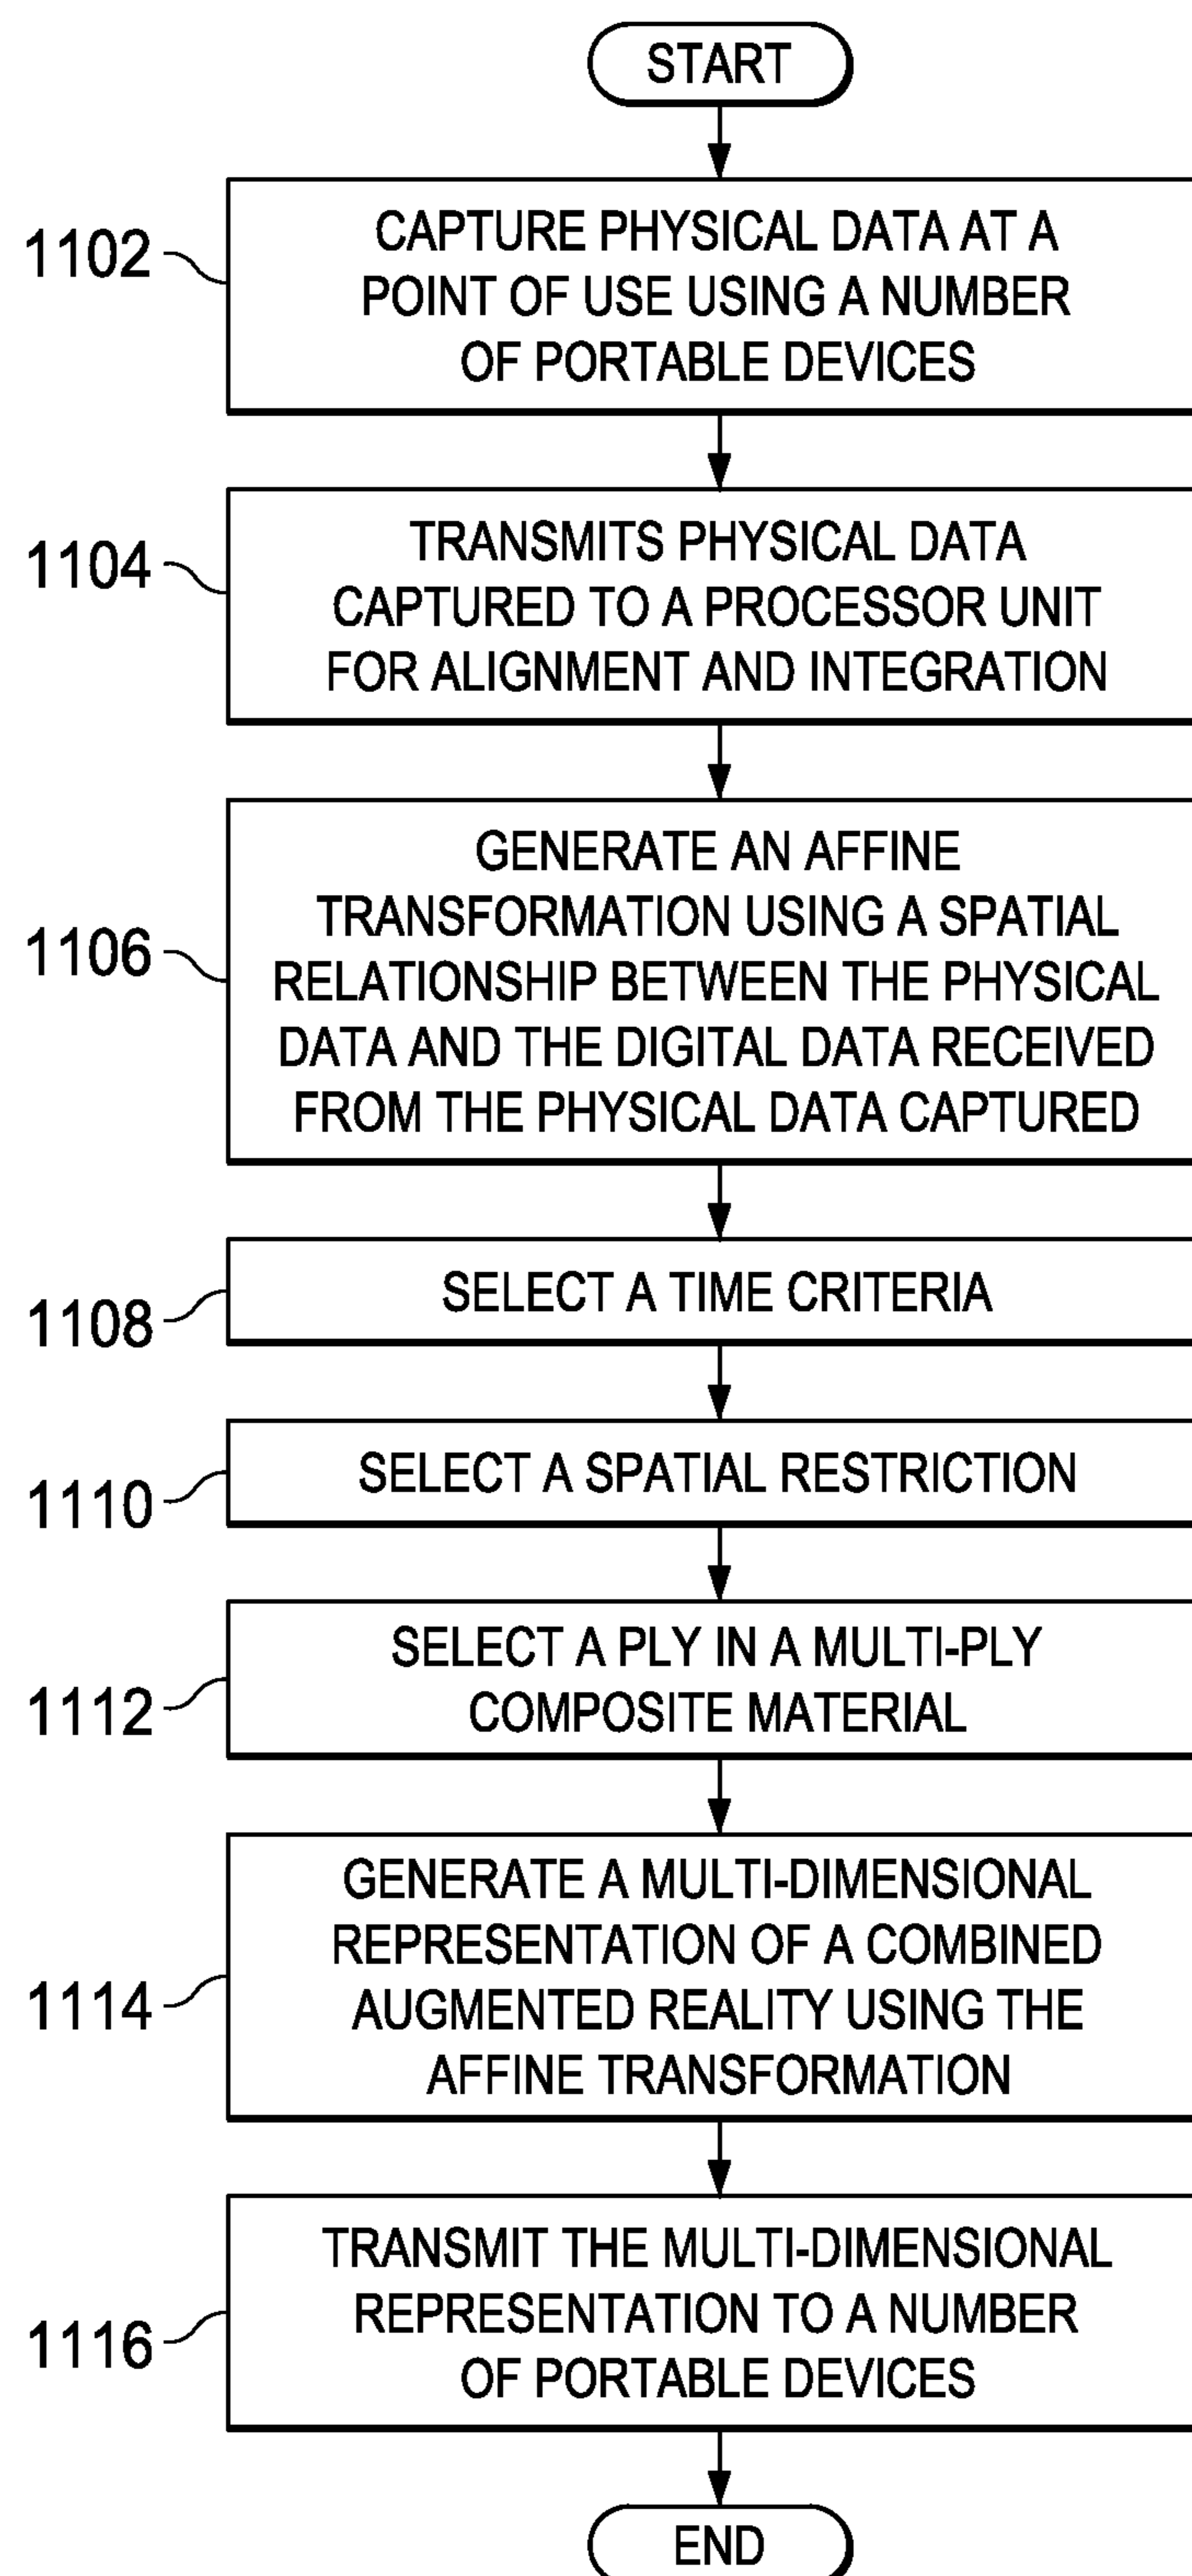 START
1102
CAPTURE PHYSICAL DATA AT A
POINT OF USE USING A NUMBER
OF PORTABLE DEVICES
1104
TRANSMITS PHYSICAL DATA
CAPTURED TO A PROCESSOR UNIT
FOR ALIGNMENT AND INTEGRATION
1106
GENERATE AN AFFINE
TRANSFORMATION USING A SPATIAL
RELATIONSHIP BETWEEN THE PHYSICAL
DATA AND THE DIGITAL DATA RECEIVED
FROM THE PHYSICAL DATA CAPTURED
1108
SELECT A TIME CRITERIA
1110
SELECT A SPATIAL RESTRICTION
1112
SELECT A PLY IN A MULTI-PLY
COMPOSITE MATERIAL
1114
GENERATE A MULTI-DIMENSIONAL
REPRESENTATION OF A COMBINED
AUGMENTED REALITY USING THE
AFFINE TRANSFORMATION
1116
TRANSMIT THE MULTI-DIMENSIONAL
REPRESENTATION TO A NUMBER
OF PORTABLE DEVICES
END